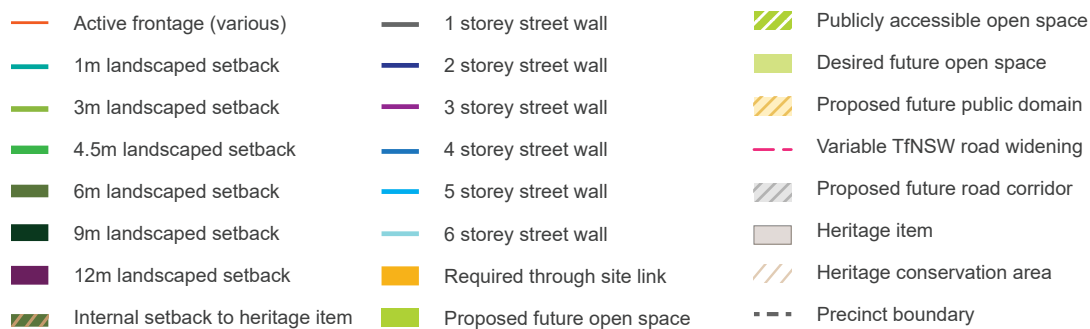 Active frontage (various)
1m landscaped setback
3m landscaped setback
4.5m landscaped setback
6m landscaped setback
9m landscaped setback
12m landscaped setback
Internal setback to heritage item
1 storey street wall
2 storey street wall
3 storey street wall
4 storey street wall
5 storey street wall
6 storey street wall
Required through site link
Proposed future open space
Publicly accessible open space
Desired future open space
Proposed future public domain
Variable TfNSW road widening
Proposed future road corridor
Heritage item
Heritage conservation area
Precinct boundary